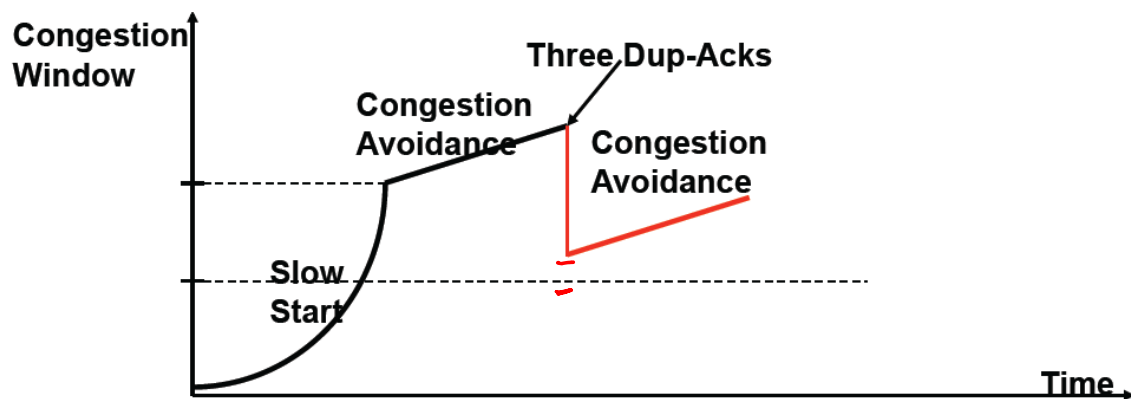 Congestion
Window
Three Dup-Acks
Congestion
Avoidance
Congestion
Avoidance
Slow
Start
Time